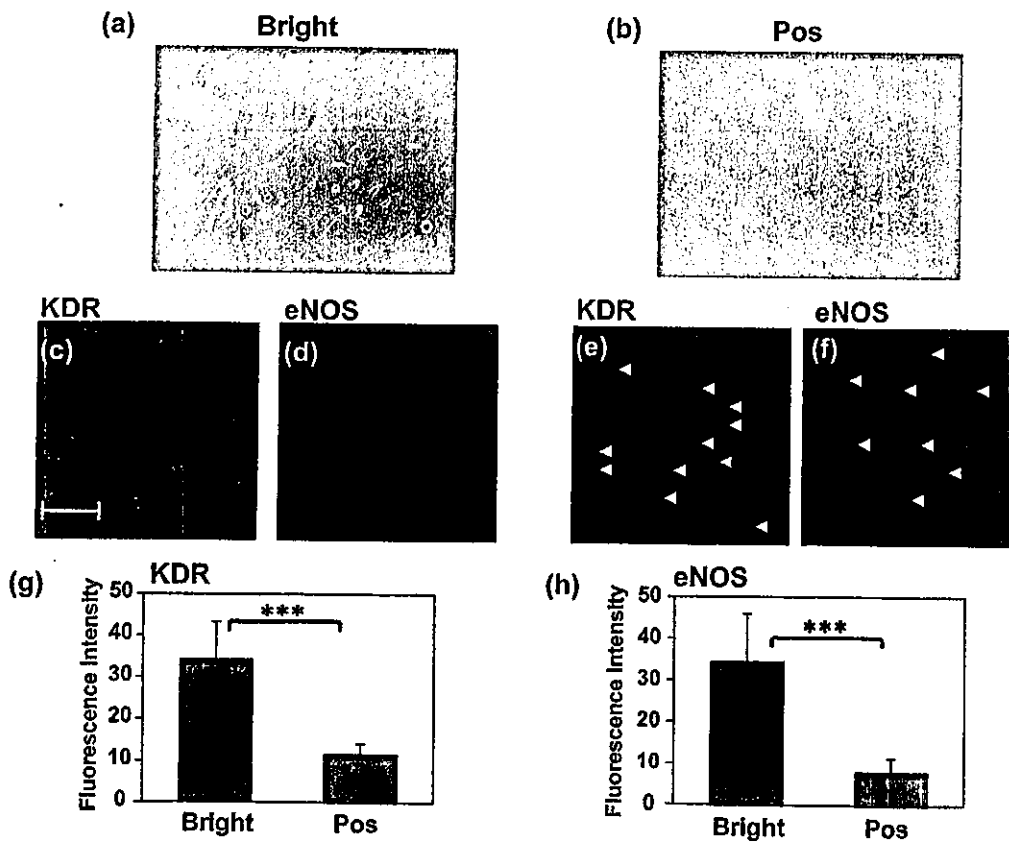 (a) Bright
(b) Pos
KDR
(c)
eNOS
(d)
KDR
(e)
eNOS
(f)
(g) KDR
Fluorescence Intensity
50
40
30
20
10
0
***
Bright Pos
(h) eNOS
Fluorescence Intensity
50
40
30
20
10
0
***
Bright Pos